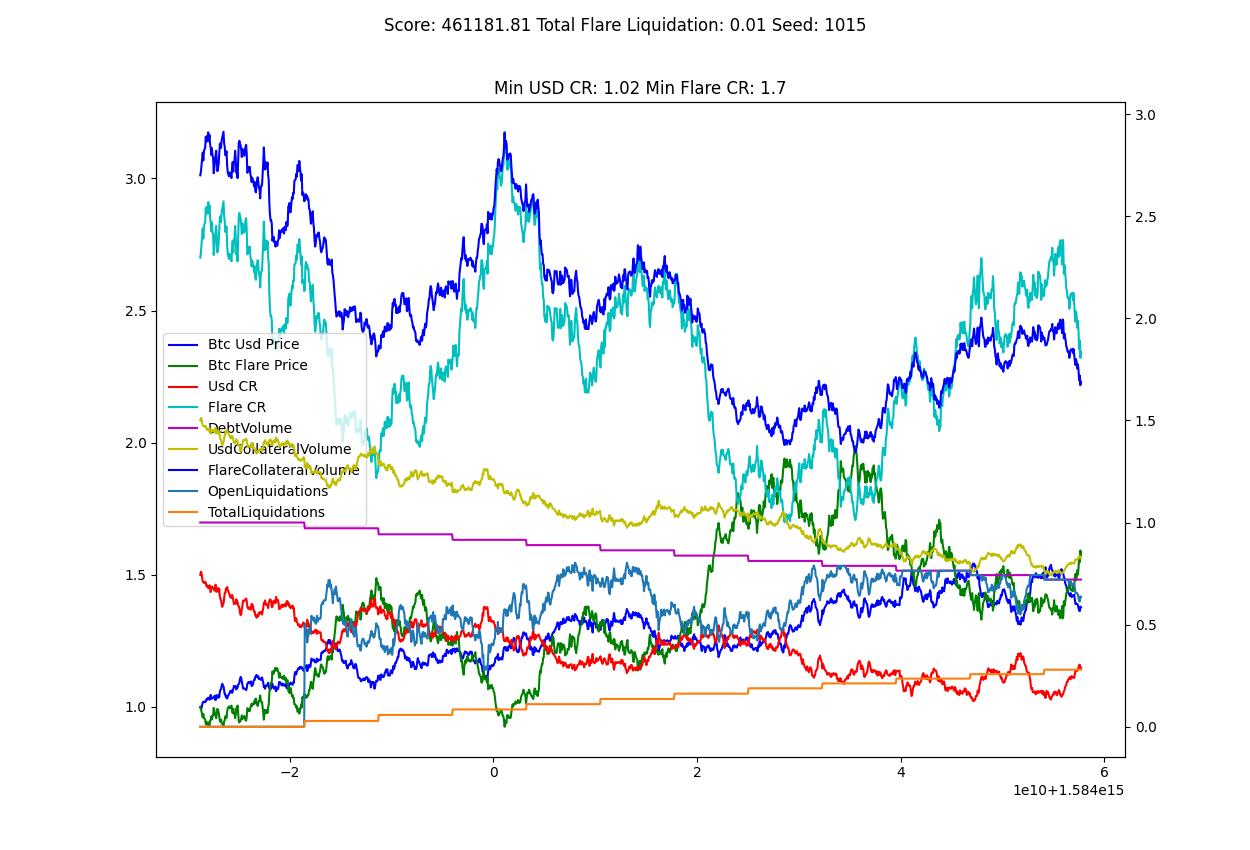 Score: 461181.81 Total Flare Liquidation: 0.01 Seed: 1015
Min USD CR: 1.02 Min Flare CR: 1.7
3.0
2.5
2.0
1.5
1.0
Btc Usd Price
Btc Flare Price
Usd CR
Flare CR
DebtVolume
UsdCollateralVolume
FlareCollateralVolume
OpenLiquidations
TotalLiquidations
3.0
2.5
2.0
1.5
1.0
0.5
0.0
−2 0 2 4 6
1e10+1.584e15